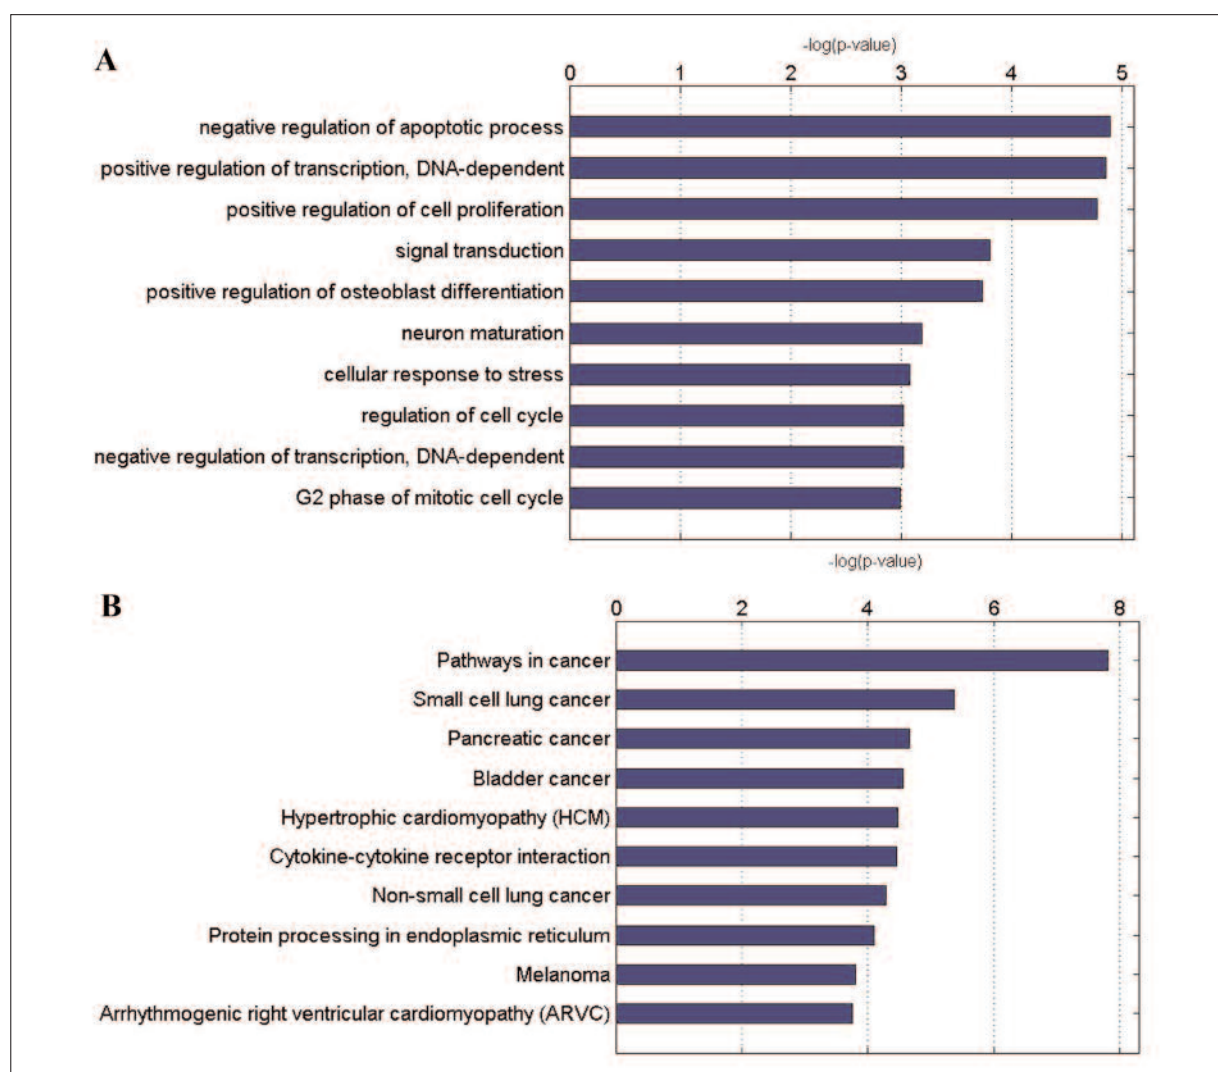 A
-log(p-value)
0 1 2 3 4 5
negative regulation of apoptotic process
positive regulation of transcription, DNA-dependent
positive regulation of cell proliferation
signal transduction
positive regulation of osteoblast differentiation
neuron maturation
cellular response to stress
regulation of cell cycle
negative regulation of transcription, DNA-dependent
G2 phase of mitotic cell cycle
-log(p-value)
B
0 2 4 6 8
Pathways in cancer
Small cell lung cancer
Pancreatic cancer
Bladder cancer
Hypertrophic cardiomyopathy (HCM)
Cytokine-cytokine receptor interaction
Non-small cell lung cancer
Protein processing in endoplasmic reticulum
Melanoma
Arrhythmogenic right ventricular cardiomyopathy (ARVC)